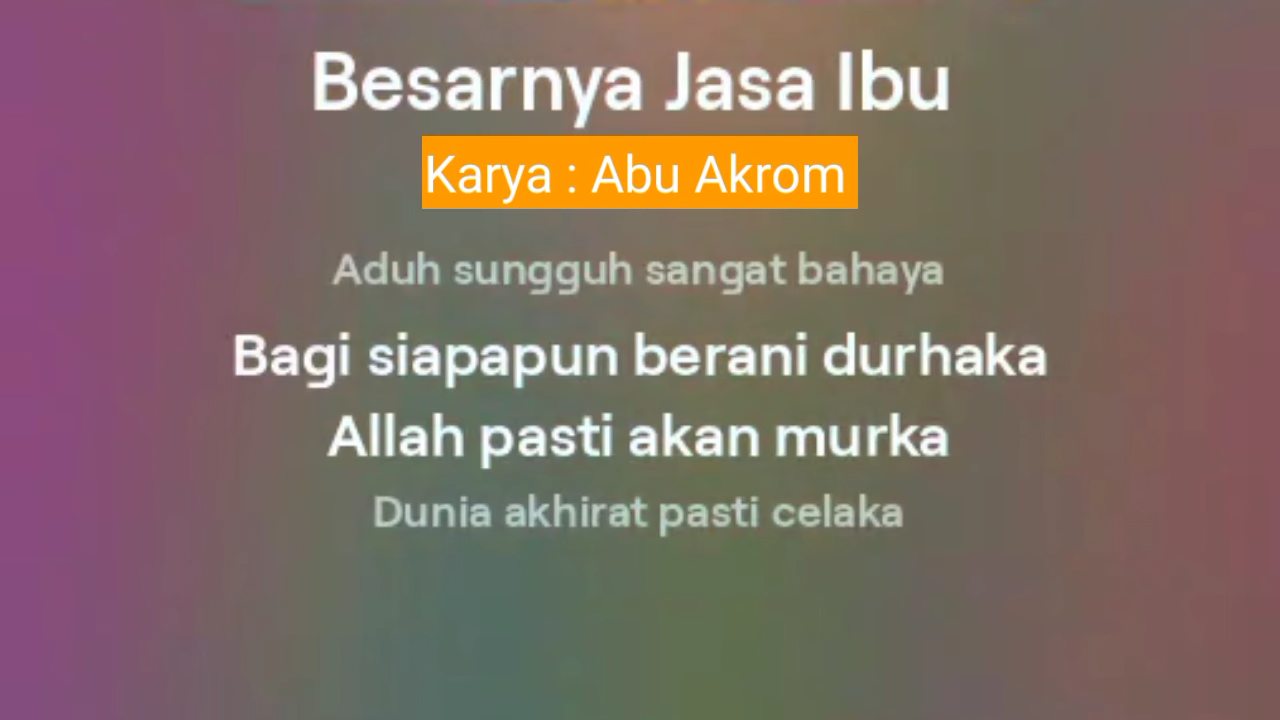 Besarnya Jasa Ibu
Karya : Abu Akrom
Aduh sungguh sangat bahaya
Bagi siapapun berani durhaka
Allah pasti akan murka
Dunia akhirat pasti celaka